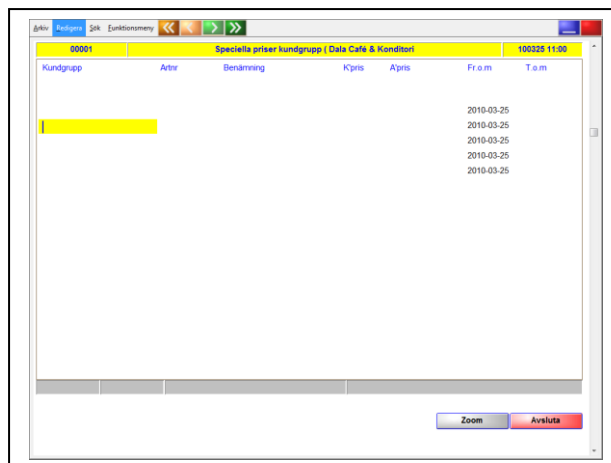 Arkiv Redigera Sök Funktionsmeny
00001 Speciella priser kundgrupp ( Dala Café & Konditori 100325 11:00
Kundgrupp Artnr Benämning K'pris A'pris Fr.o.m T.o.m
2010-03-25
2010-03-25
2010-03-25
2010-03-25
2010-03-25
Zoom Avsluta